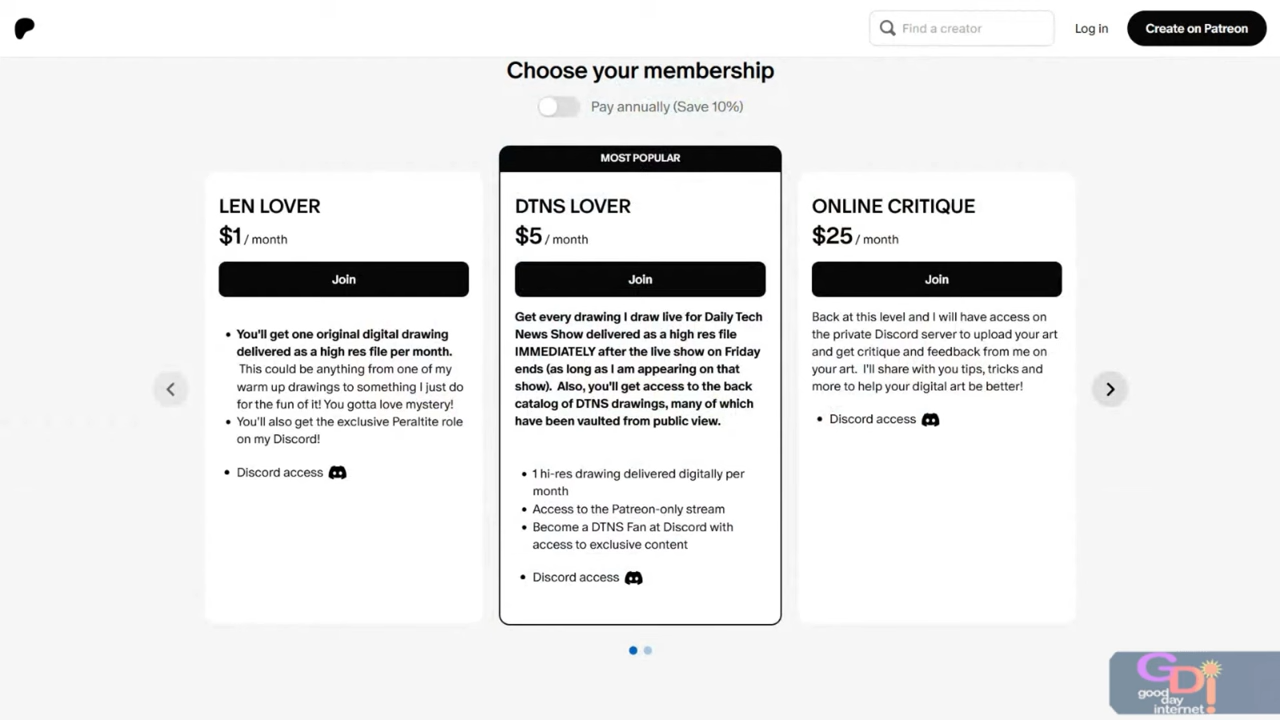 Find a creator
Log in
Create on Patreon
Choose your membership
Pay annually (Save 10%)
LEN LOVER
$1 / month
Join
• You'll get one original digital drawing
delivered as a high res file per month.
This could be anything from one of my
warm up drawings to something I just do
for the fun of it! You gotta love mystery!
• You'll also get the exclusive Peraltite role
on my Discord!
• Discord access
MOST POPULAR
DTNS LOVER
$5 / month
Join
Get every drawing I draw live for Daily Tech
News Show delivered as a high res file
IMMEDIATELY after the live show on Friday
ends (as long as I am appearing on that
show). Also, you'll get access to the back
catalog of DTNS drawings, many of which
have been vaulted from public view.
• 1 hi-res drawing delivered digitally per
month
• Access to the Patreon-only stream
• Become a DTNS Fan at Discord with
access to exclusive content
• Discord access
ONLINE CRITIQUE
$25 / month
Join
Back at this level and I will have access on
the private Discord server to upload your art
and get critique and feedback from me on
your art. I'll share with you tips, tricks and
more to help your digital art be better!
• Discord access
GDI
good
day
internet!